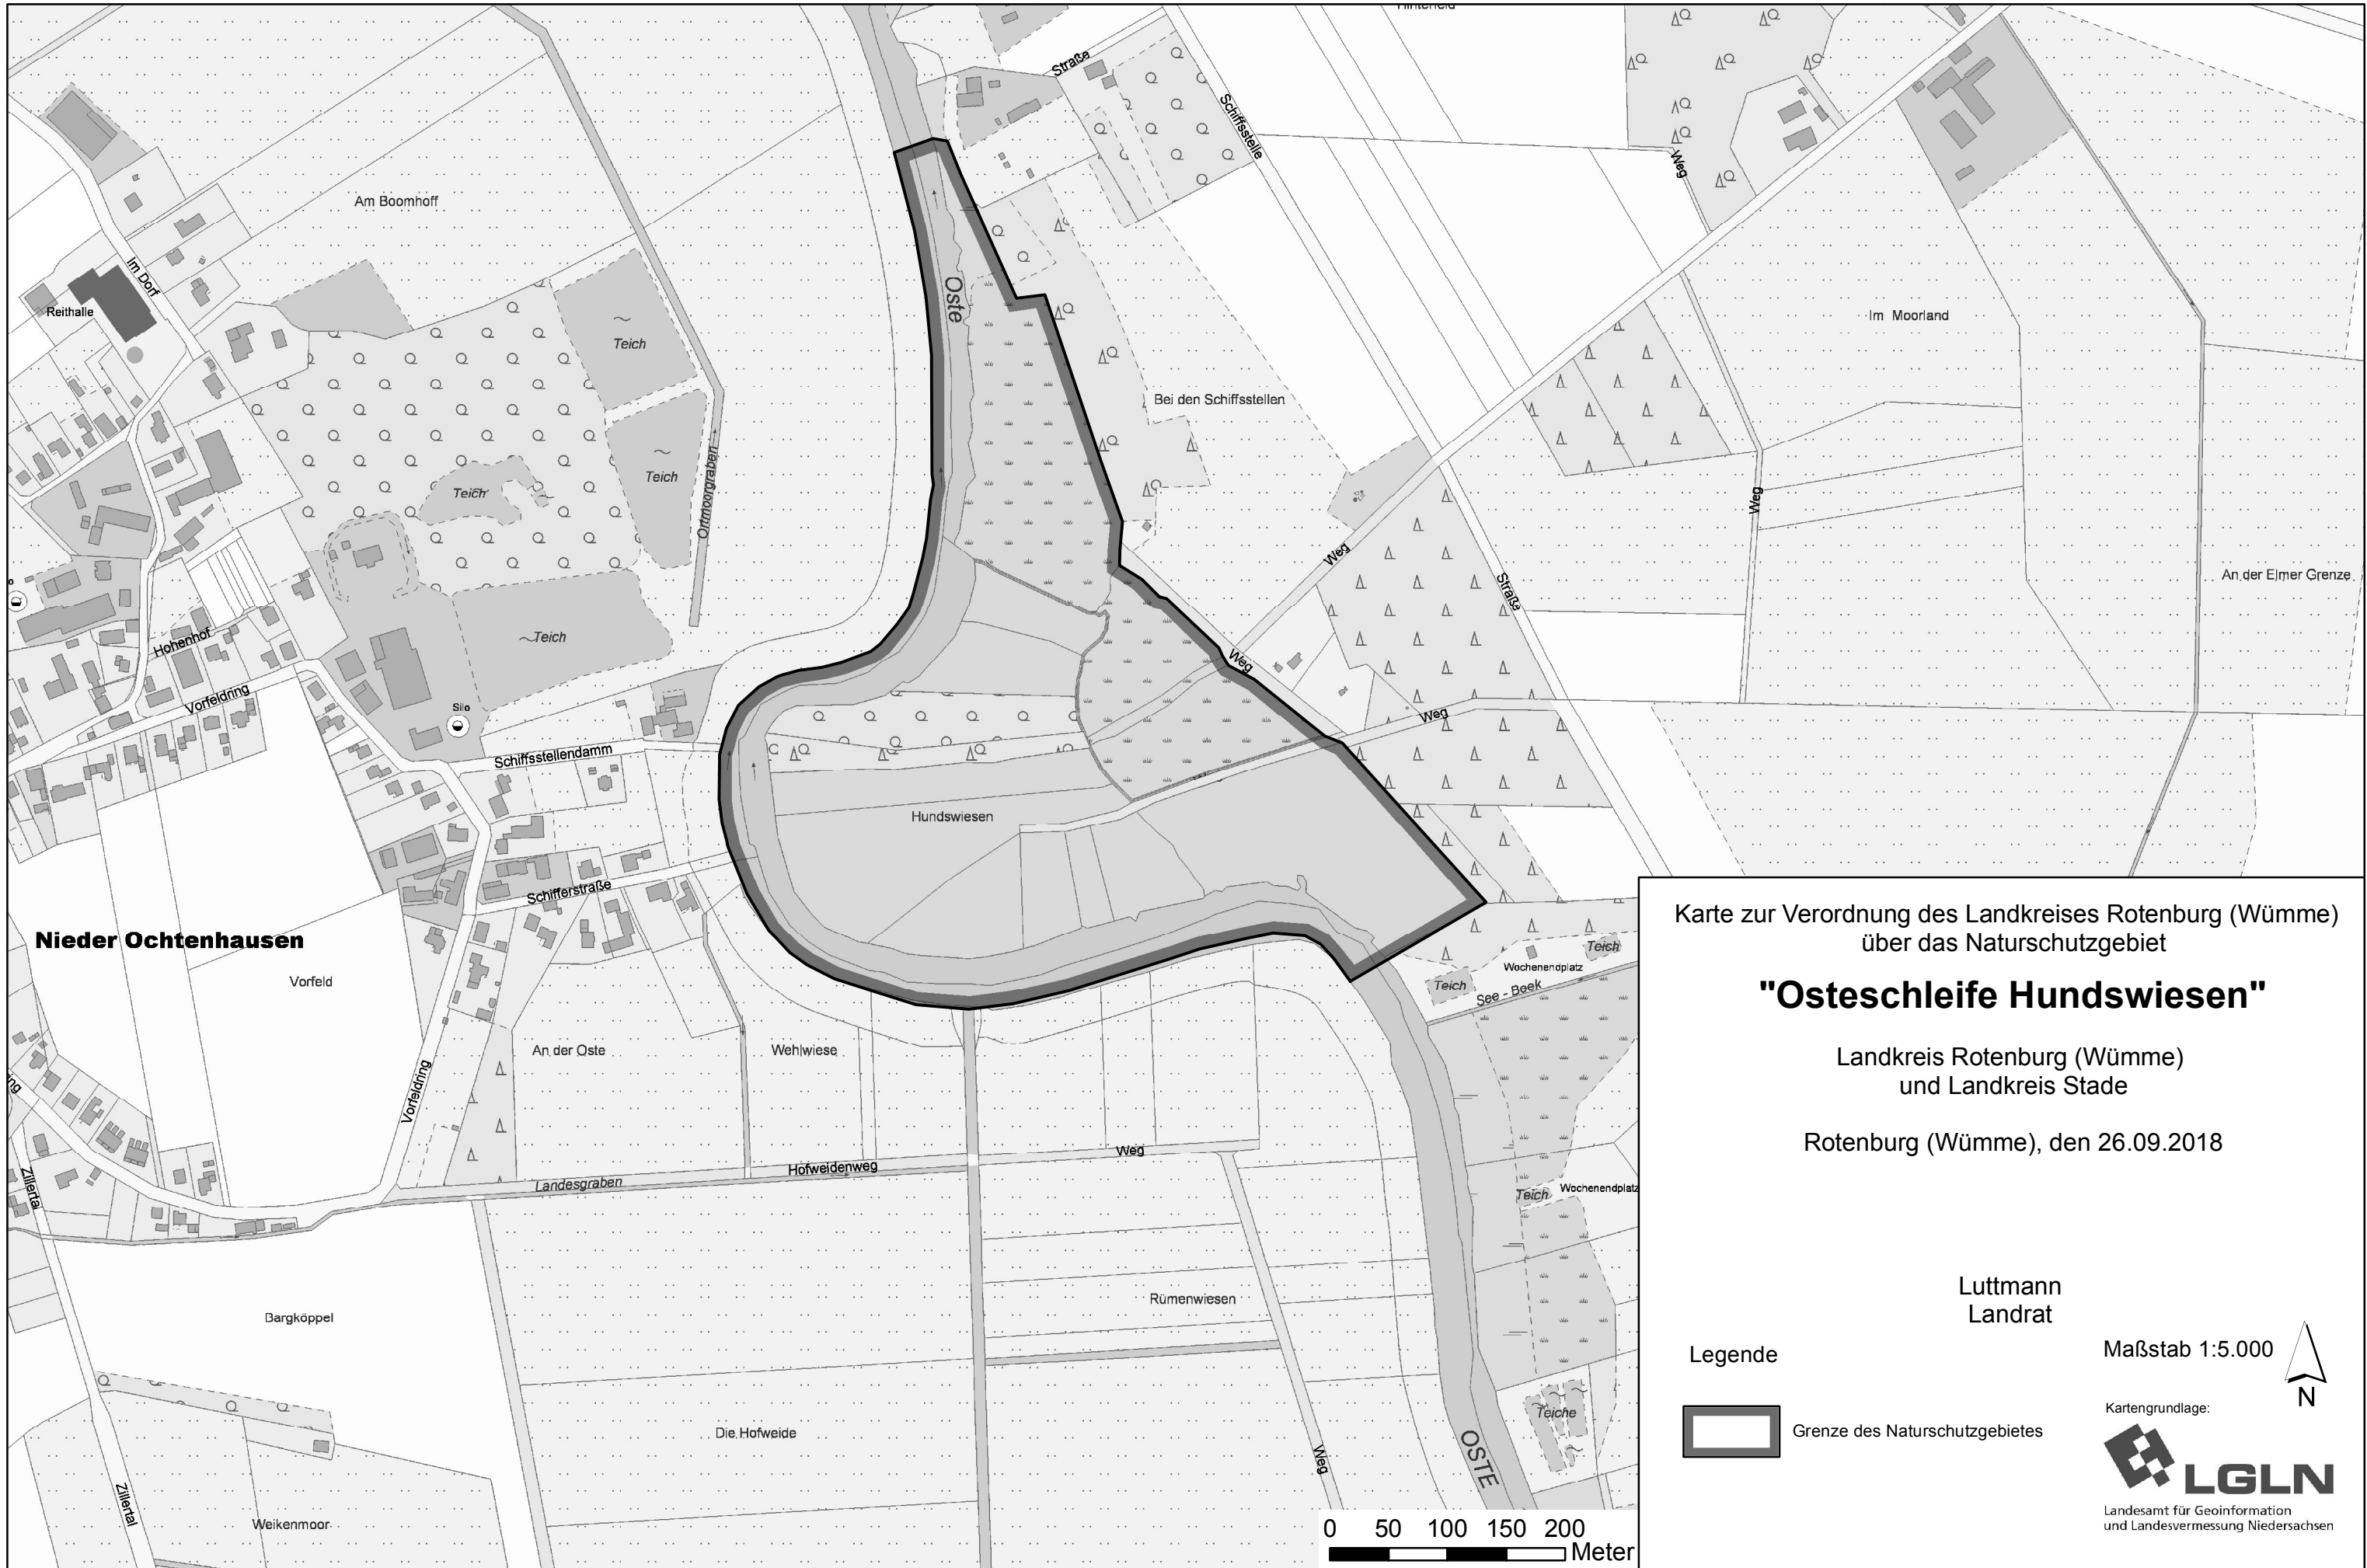 Straße
Schiffsstelle
Weg
Am Boomhoff
Im Dorf
Reithalle
Oste
Teich
Im Moorland
Bei den Schiffsstellen
Teich
Teich
Ortmoorgraben
Weg
Weg
Straße
An der Elmer Grenze
Teich
Hohenhof
Vorfeldring
Weg
Silo
Weg
Schiffsstellendamm
Hundswiesen
Schifferstraße
Nieder Ochtenhausen
Vorfeld
Teich
Wochenendplatz
Teich
See - Beek
An der Oste
Wehlwiese
Vorfeldring
Weg
Hofweidenweg
Landesgraben
Zillertal
Teich
Wochenendplatz
Rümenwiesen
Bargköppel
Teiche
Die Hofweide
OSTE
Weg
Zillertal
Weikenmoor
0 50 100 150 200
Meter
Karte zur Verordnung des Landkreises Rotenburg (Wümme)
über das Naturschutzgebiet
"Osteschleife Hundswiesen"
Landkreis Rotenburg (Wümme)
und Landkreis Stade
Rotenburg (Wümme), den 26.09.2018
Luttmann
Landrat
Legende
Maßstab 1:5.000
N
Grenze des Naturschutzgebietes
Kartengrundlage:
LGLN
Landesamt für Geoinformation
und Landesvermessung Niedersachsen